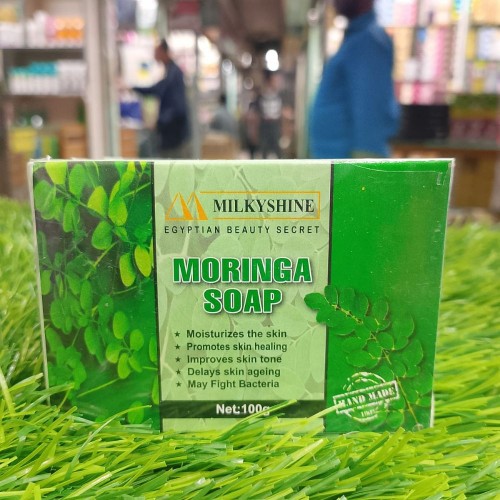 MILKYSHINE
EGYPTIAN BEAUTY SECRET
MORINGA
SOAP
★ Moisturizes the skin
★ Promotes skin healing
★ Improves skin tone
★ Delays skin ageing
★ May Fight Bacteria
Net:100g
HAND MADE